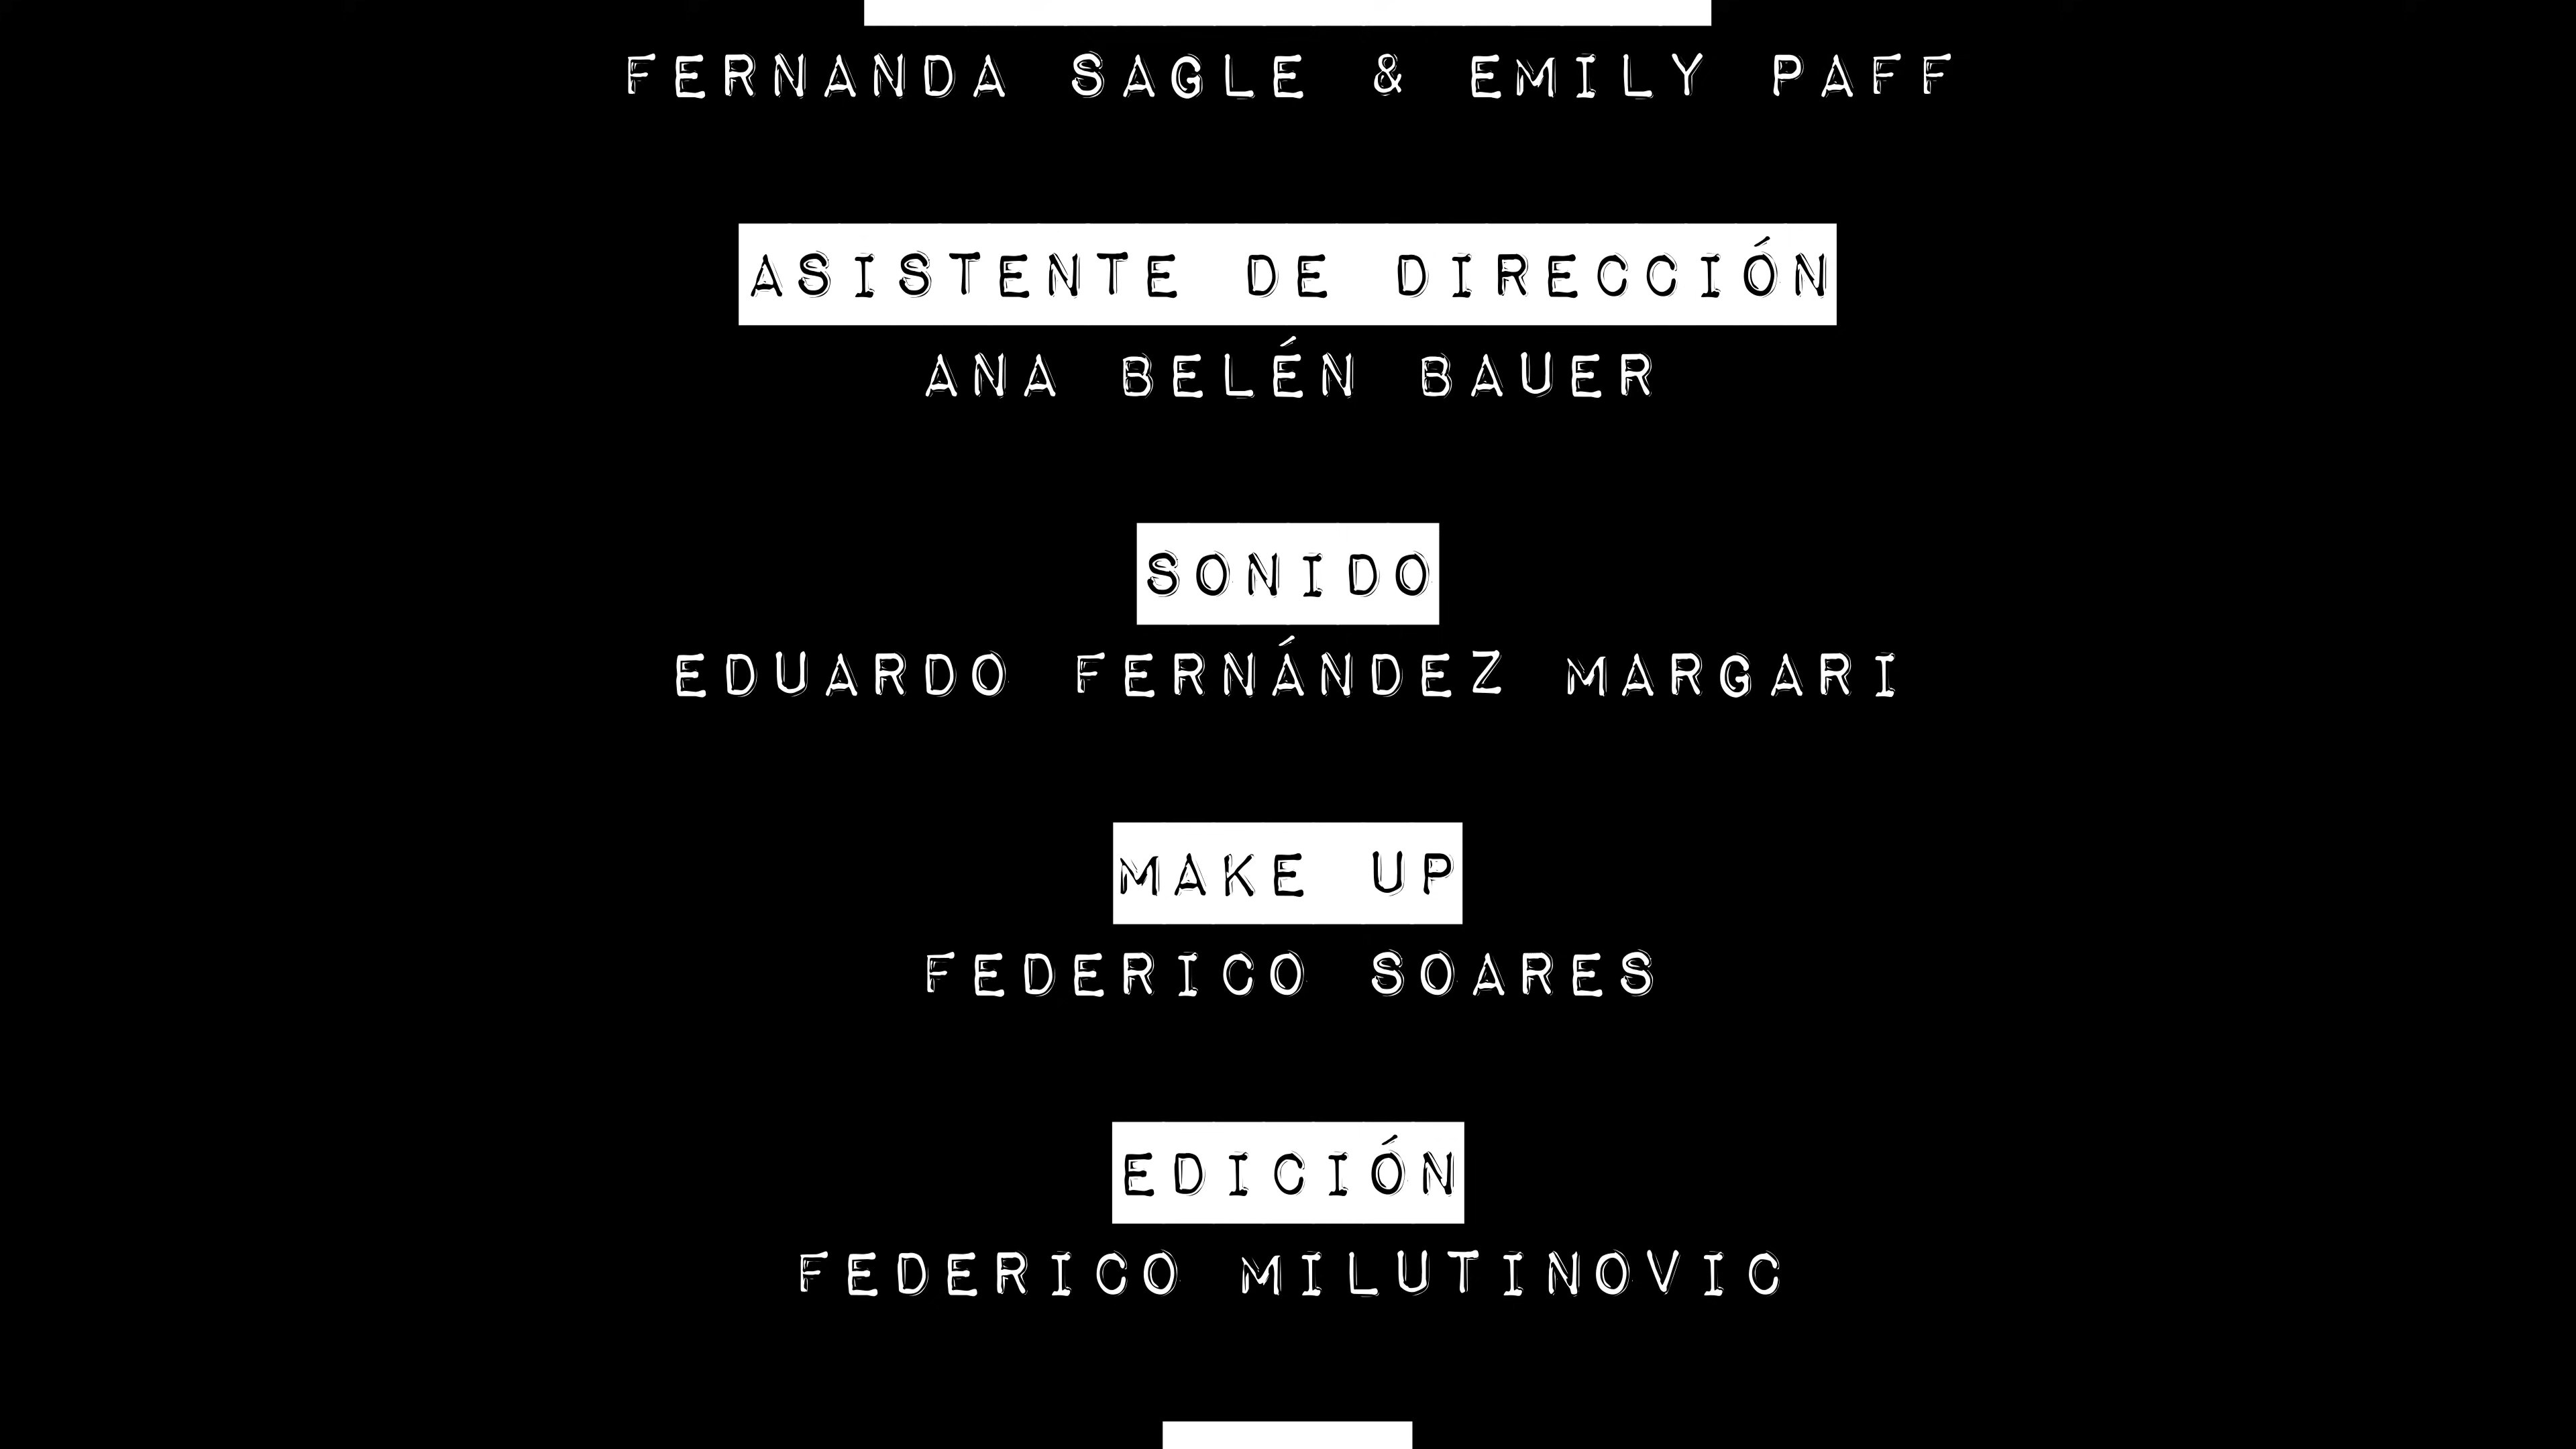 FERNANDA SAGLE & EMILY PAFF
ASISTENTE DE DIRECCIÓN
ANA BELÉN BAUER
SONIDO
EDUARDO FERNÁNDEZ MARGARI
MAKE UP
FEDERICO SOARES
EDICIÓN
FEDERICO MILUTINOVIC